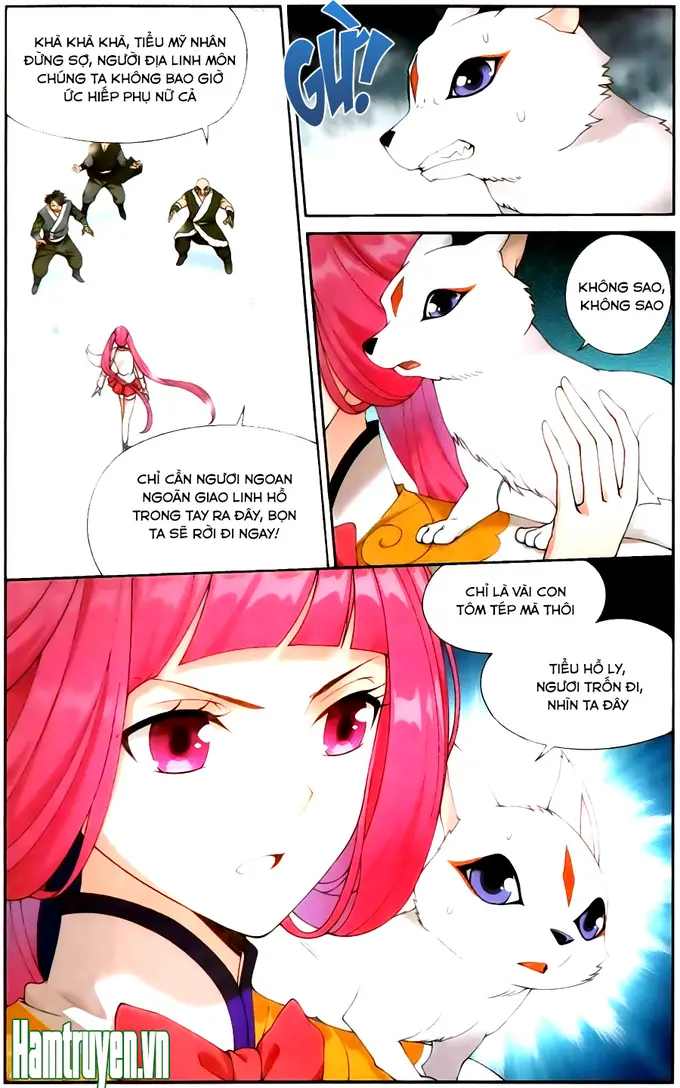 KHÀ KHÀ KHÀ, TIỂU MỸ NHÂN
ĐỪNG SỢ, NGƯỜI ĐỊA LINH MÔN
CHÚNG TA KHÔNG BAO GIỜ
ỨC HIẾP PHỤ NỮ CẢ
GỪ!
KHÔNG SAO,
KHÔNG SAO
CHỈ CẦN NGƯƠI NGOAN
NGOÃN GIAO LINH HỒ
TRONG TAY RA ĐÂY, BỌN
TA SẼ RỜI ĐI NGAY!
CHỈ LÀ VÀI CON
TÔM TÉP MÀ THÔI
TIỂU HỒ LY,
NGƯƠI TRỐN ĐI,
NHÌN TA ĐÂY
Hamtruyen.vn